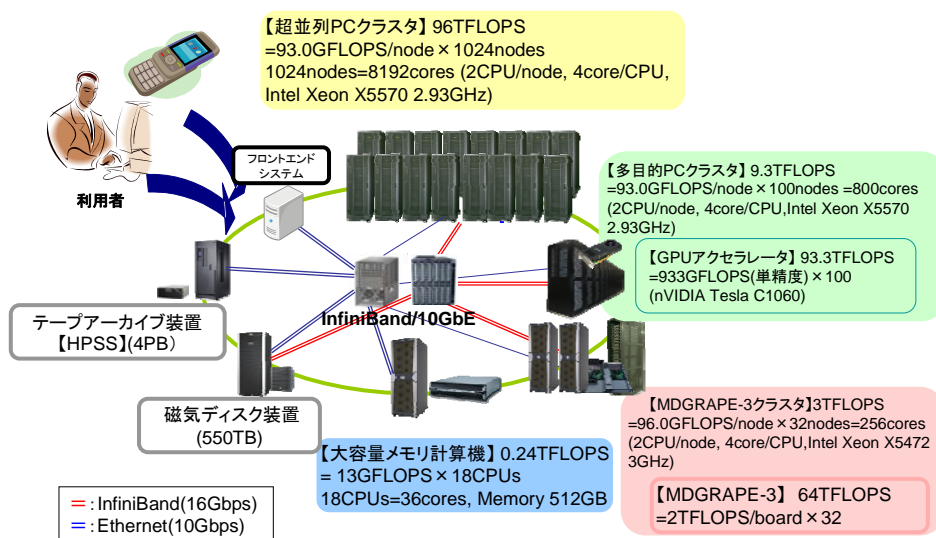 【超並列PCクラスタ】 96TFLOPS
=93.0GFLOPS/node×1024nodes
1024nodes=8192cores (2CPU/node, 4core/CPU,
Intel Xeon X5570 2.93GHz)
フロントエンド
システム
利用者
【多目的PCクラスタ】 9.3TFLOPS
=93.0GFLOPS/node×100nodes =800cores
(2CPU/node, 4core/CPU,Intel Xeon X5570
2.93GHz)
【GPUアクセラレータ】 93.3TFLOPS
=933GFLOPS(単精度)×100
(nVIDIA Tesla C1060)
InfiniBand/10GbE
テープアーカイブ装置
【HPSS】(4PB)
磁気ディスク装置
(550TB)
【大容量メモリ計算機】 0.24TFLOPS
= 13GFLOPS×18CPUs
18CPUs=36cores, Memory 512GB
【MDGRAPE-3クラスタ】3TFLOPS
=96.0GFLOPS/node×32nodes=256cores
(2CPU/node, 4core/CPU,Intel Xeon X5472
3GHz)
【MDGRAPE-3】 64TFLOPS
=2TFLOPS/board×32
=:InfiniBand(16Gbps)
=:Ethernet(10Gbps)